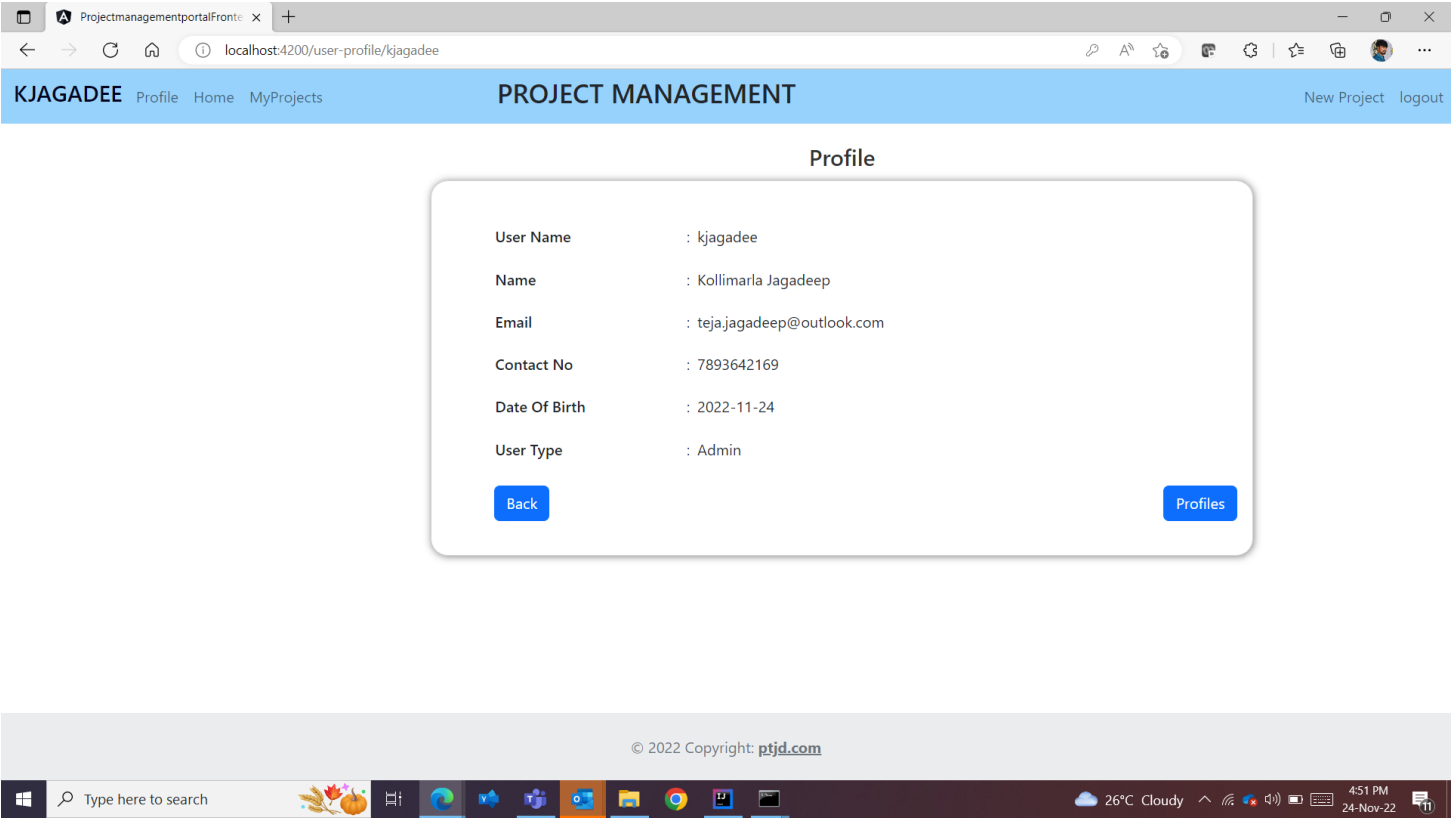 ProjectmanagementportalFronte
localhost:4200/user-profile/kjagadee
KJAGADEE Profile Home MyProjects PROJECT MANAGEMENT New Project logout
Profile
User Name : kjagadee
Name : Kollimarla Jagadeep
Email : teja.jagadeep@outlook.com
Contact No : 7893642169
Date Of Birth : 2022-11-24
User Type : Admin
Back Profiles
© 2022 Copyright: ptjd.com
Type here to search 26°C Cloudy 4:51 PM
24-Nov-22 11